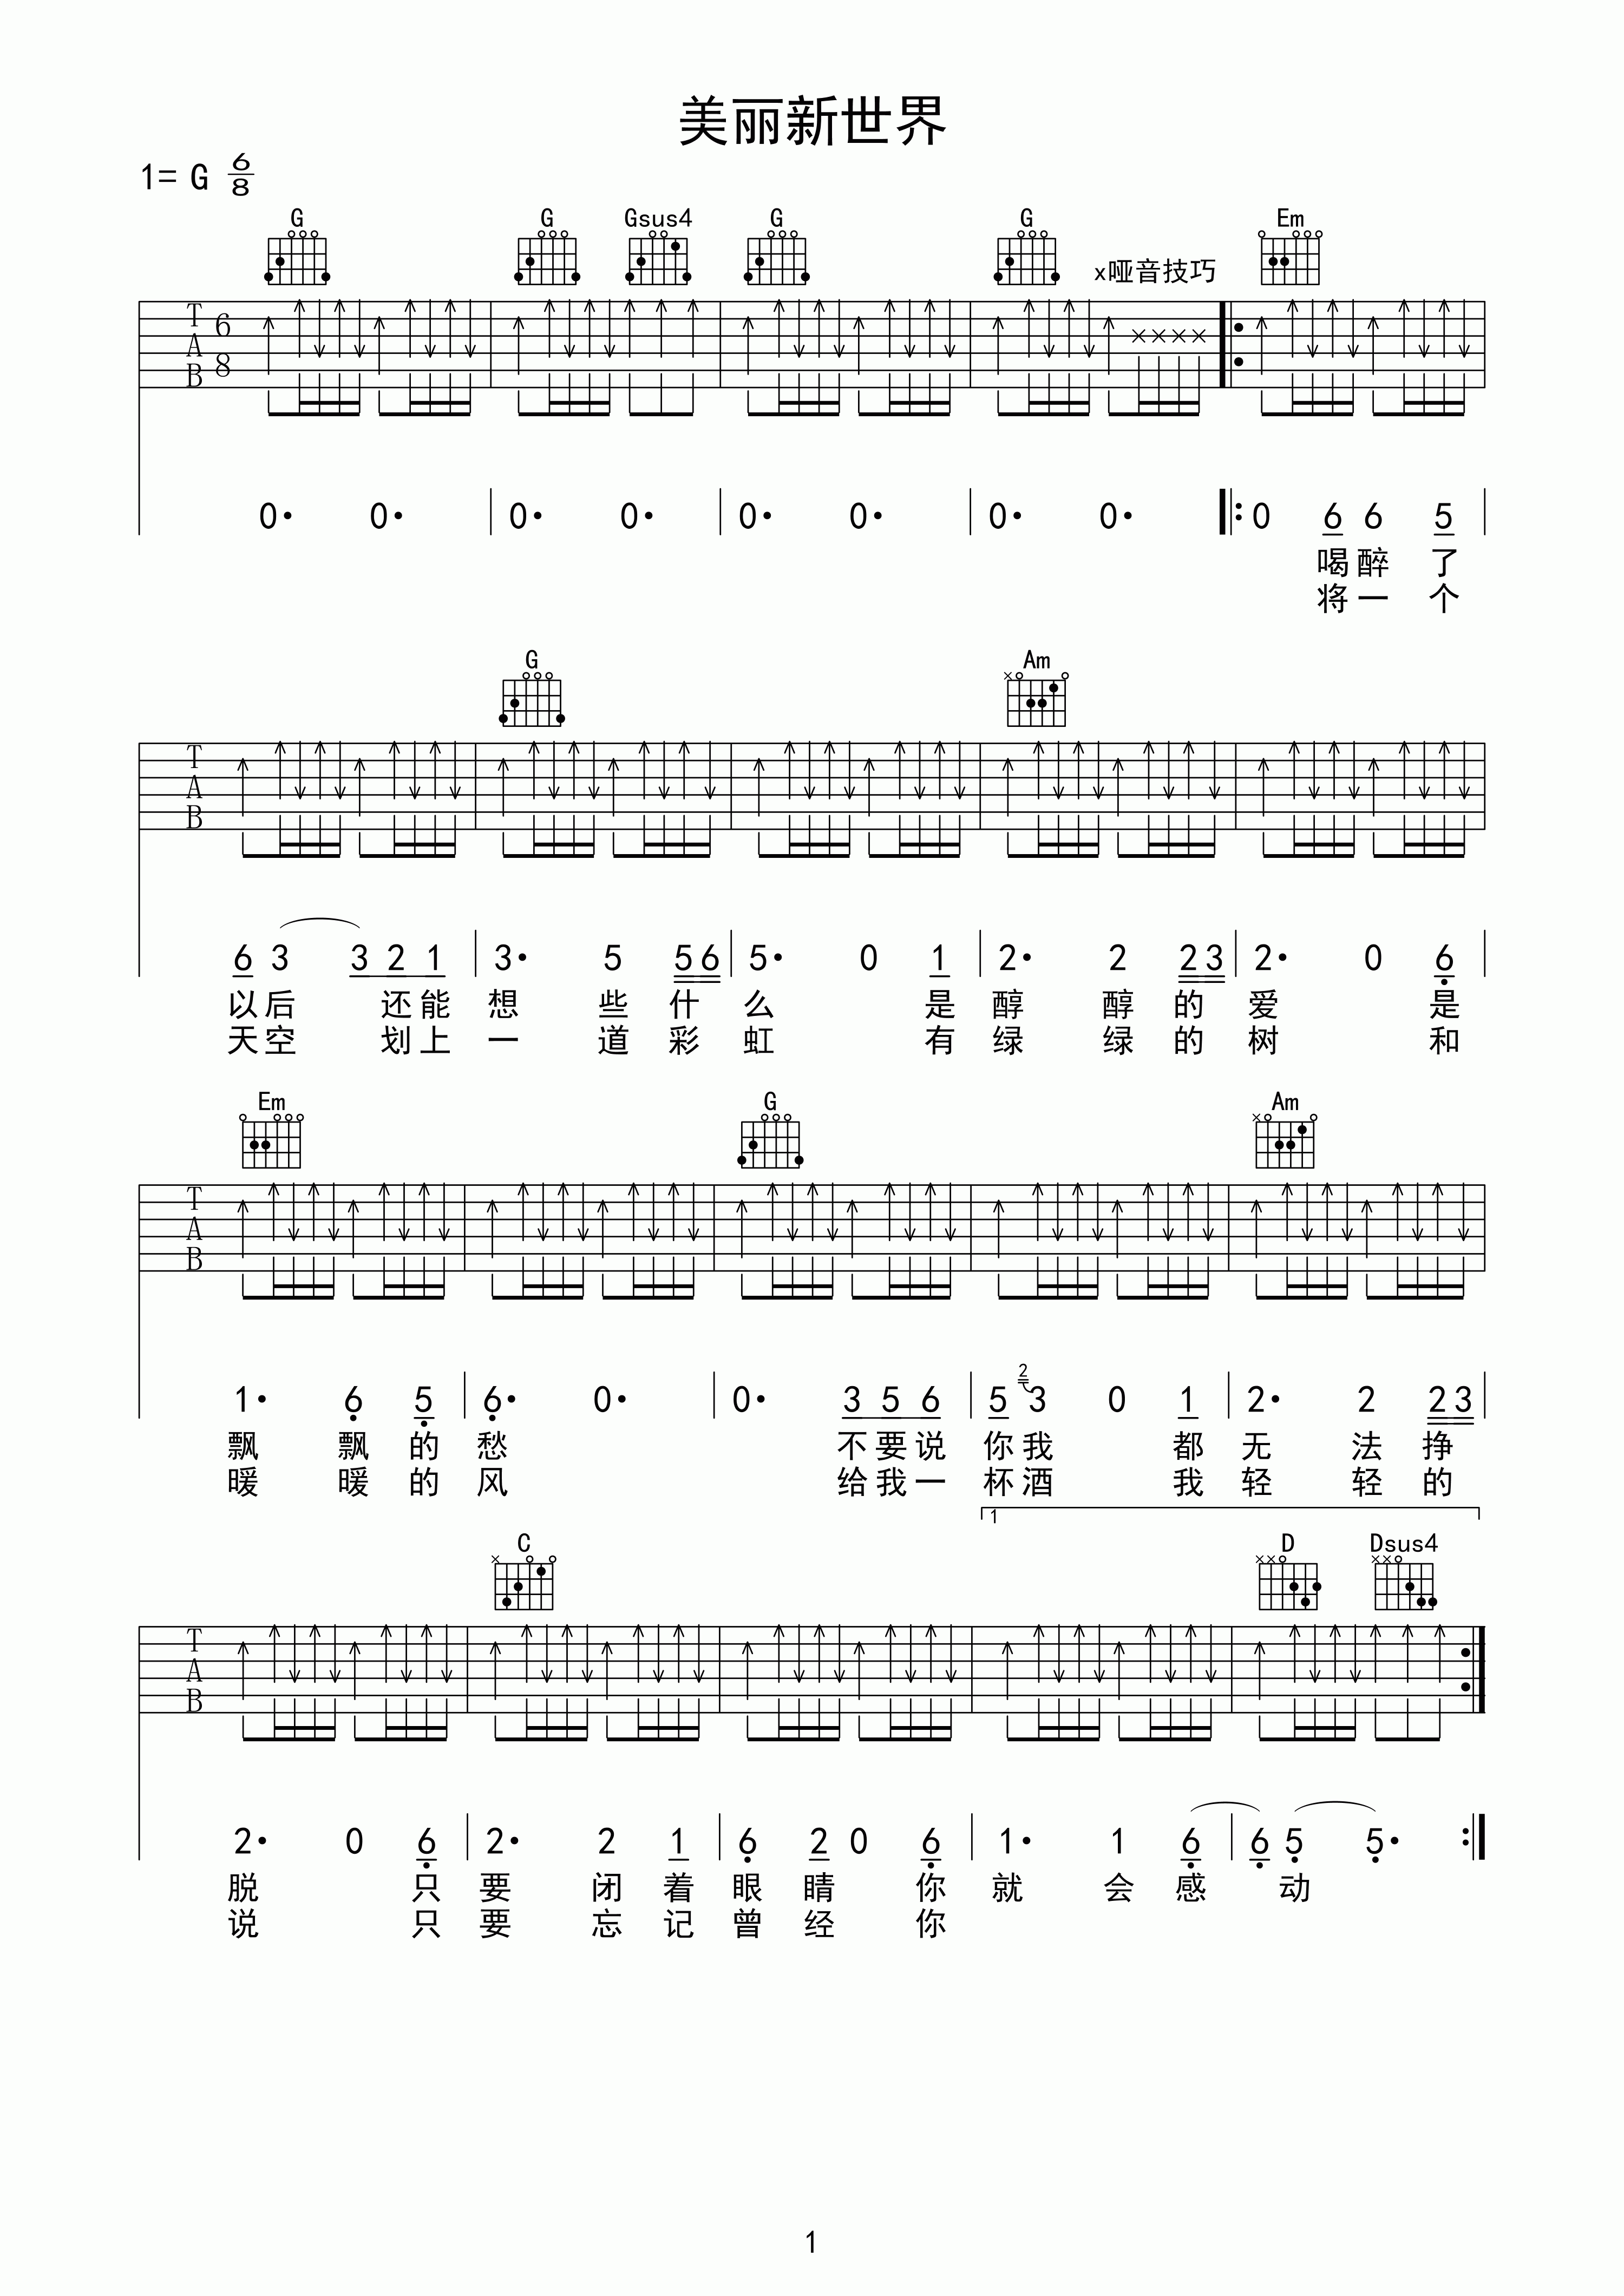 美丽新世界
1= G 6/8
G G Gsus4 G G Em
x哑音技巧
T A B 6 8
0· 0· 0· 0· 0· 0· 0· 0· 0 6 6 5
喝 醉 了
将 一 个
G Am
T A B
6 3 3 2 1 3· 5 5 6 5· 0 1 2· 2 2 3 2· 0 6
以 后 还 能 想 些 什 么 是 醇 醇 的 爱 是
天 空 划 上 一 道 彩 虹 有 绿 绿 的 树 和
Em G Am
T A B
1· 6 5 6· 0· 0· 3 5 6 5 2 3 0 1 2· 2 2 3
飘 飘 的 愁 不 要 说 你 我 都 无 法 挣
暖 暖 的 风 给 我 一 杯 酒 我 轻 轻 的
1
C D Dsus4
T A B
2· 0 6 2· 2 1 6 2 0 6 1· 1 6 6 5 5·
脱 只 要 闭 着 眼 睛 你 就 会 感 动
说 只 要 忘 记 曾 经 你
1